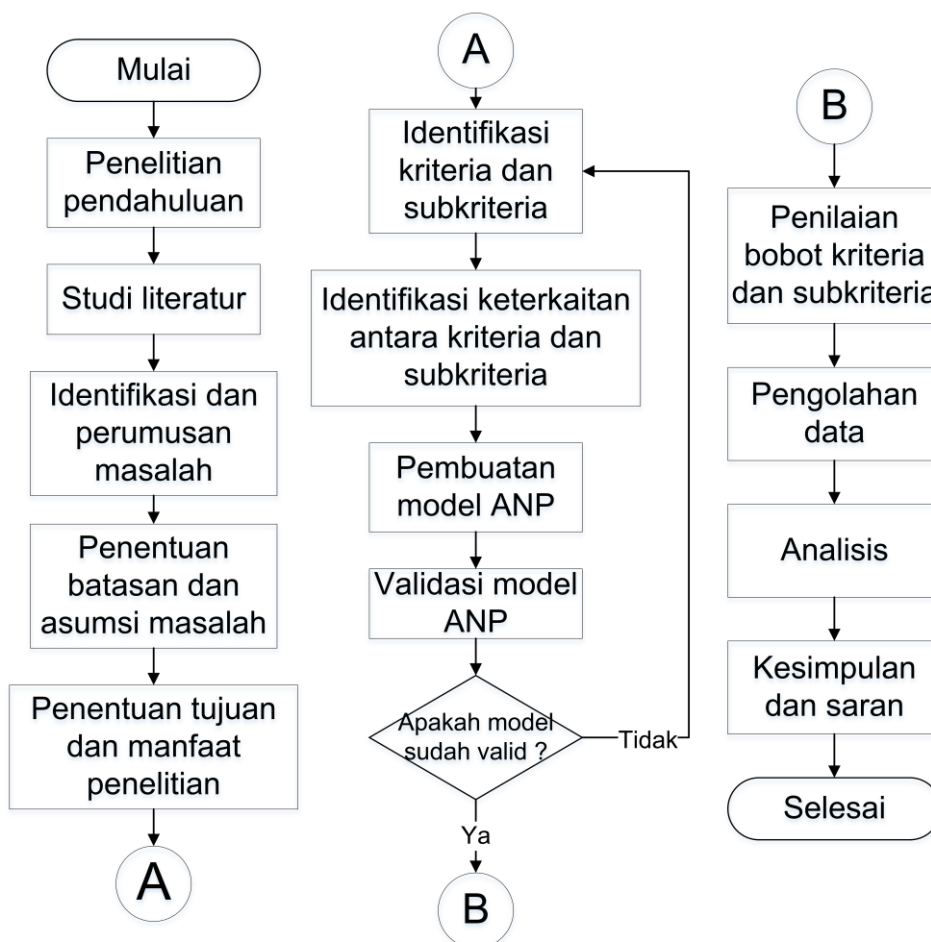 Mulai
Penelitian
pendahuluan
Studi literatur
Identifikasi dan
perumusan
masalah
Penentuan
batasan dan
asumsi masalah
Penentuan tujuan
dan manfaat
penelitian
A
A
Identifikasi
kriteria dan
subkriteria
Identifikasi keterkaitan
antara kriteria dan
subkriteria
Pembuatan
model ANP
Validasi model
ANP
Apakah model
sudah valid ?
Tidak
Ya
B
B
Penilaian
bobot kriteria
dan subkriteria
Pengolahan
data
Analisis
Kesimpulan
dan saran
Selesai